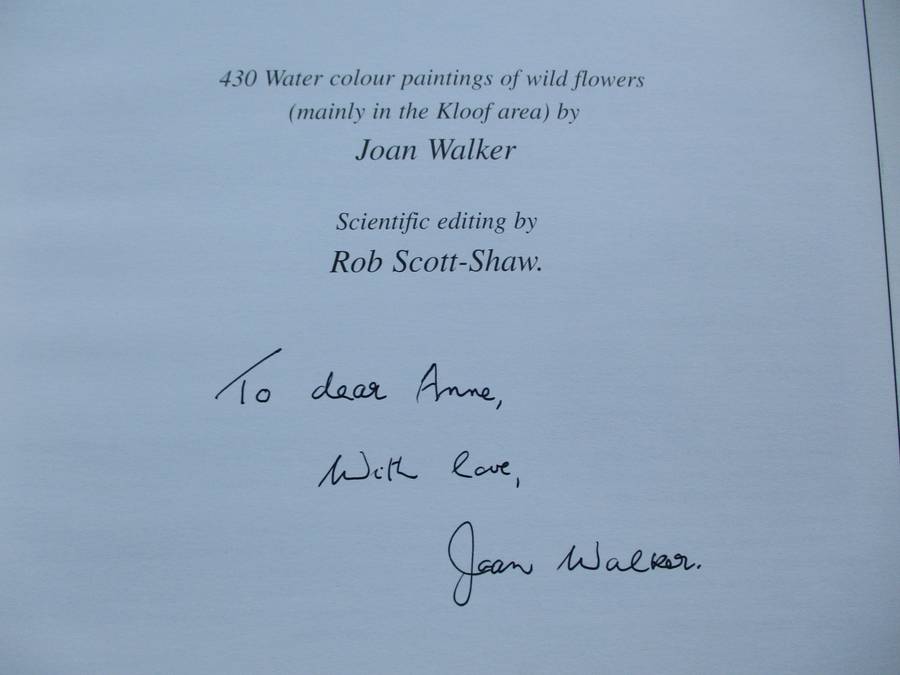 430 Water colour paintings of wild flowers
(mainly in the Kloof area) by
Joan Walker
Scientific editing by
Rob Scott-Shaw.
To dear Anne,
With love,
Joan Walker.